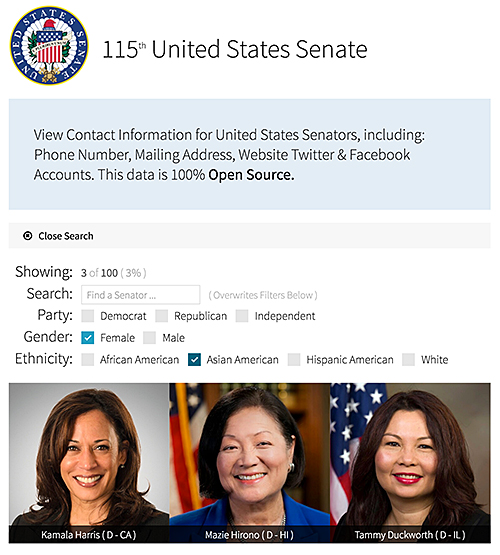 UNITED STATES SENATE
115th United States Senate
View Contact Information for United States Senators, including:
Phone Number, Mailing Address, Website Twitter & Facebook
Accounts. This data is 100% Open Source.
Close Search
Showing: 3 of 100 ( 3% )
Search: Find a Senator ... ( Overwrites Filters Below )
Party: Democrat Republican Independent
Gender: Female Male
Ethnicity: African American Asian American Hispanic American White
Kamala Harris ( D - CA ) Mazie Hirono ( D - HI ) Tammy Duckworth ( D - IL )